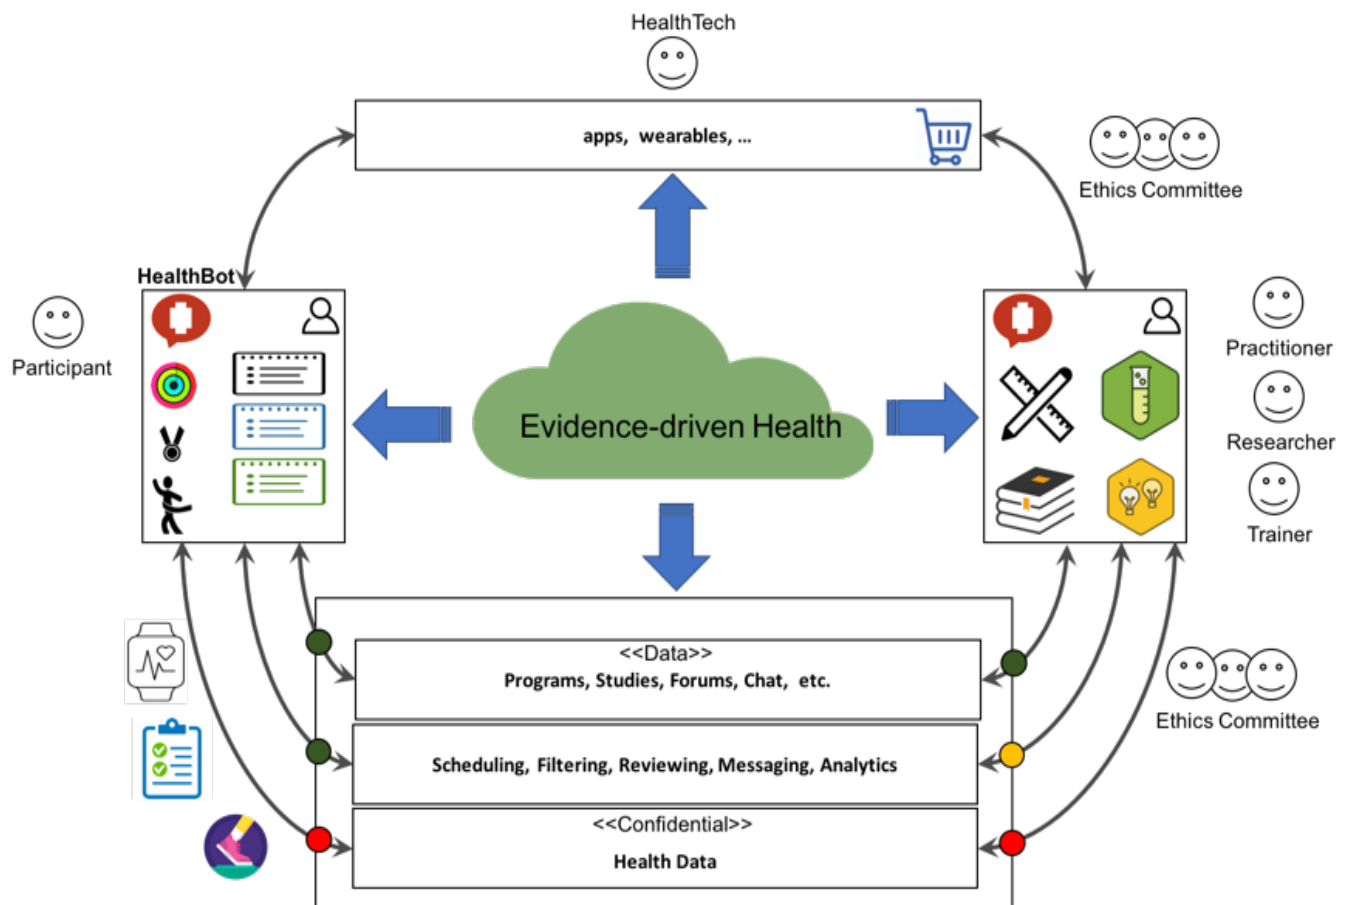 HealthTech
apps, wearables, ...
Ethics Committee
HealthBot
Participant
Practitioner
Evidence-driven Health
Researcher
Trainer
<<Data>>
Programs, Studies, Forums, Chat, etc.
Ethics Committee
Scheduling, Filtering, Reviewing, Messaging, Analytics
<<Confidential>>
Health Data